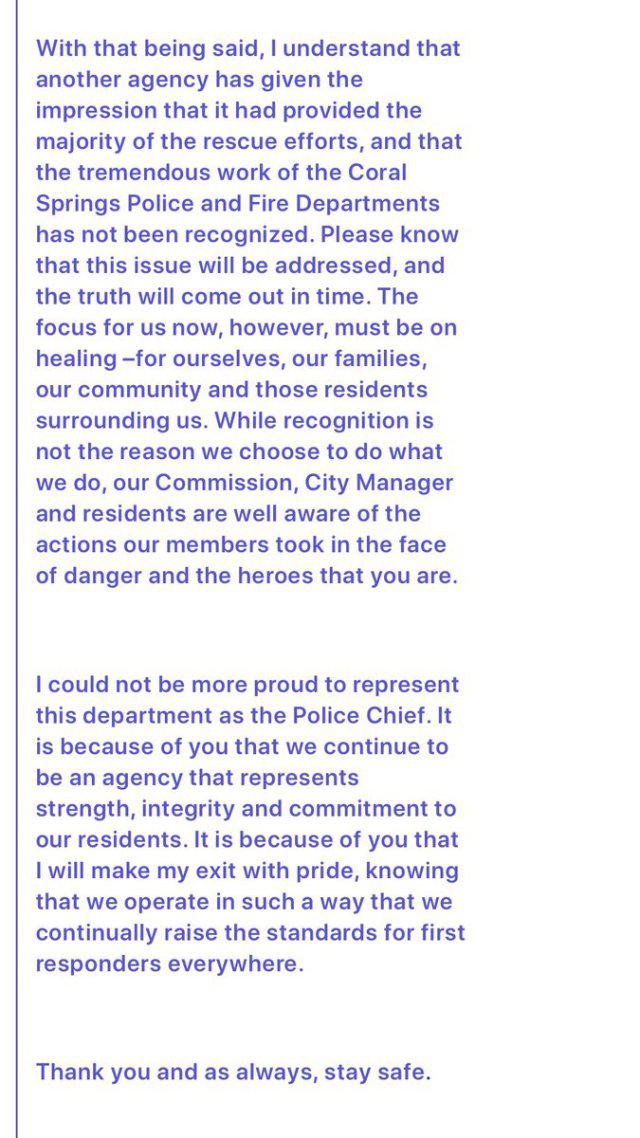 With that being said, I understand that
another agency has given the
impression that it had provided the
majority of the rescue efforts, and that
the tremendous work of the Coral
Springs Police and Fire Departments
has not been recognized. Please know
that this issue will be addressed, and
the truth will come out in time. The
focus for us now, however, must be on
healing –for ourselves, our families,
our community and those residents
surrounding us. While recognition is
not the reason we choose to do what
we do, our Commission, City Manager
and residents are well aware of the
actions our members took in the face
of danger and the heroes that you are.
I could not be more proud to represent
this department as the Police Chief. It
is because of you that we continue to
be an agency that represents
strength, integrity and commitment to
our residents. It is because of you that
I will make my exit with pride, knowing
that we operate in such a way that we
continually raise the standards for first
responders everywhere.
Thank you and as always, stay safe.